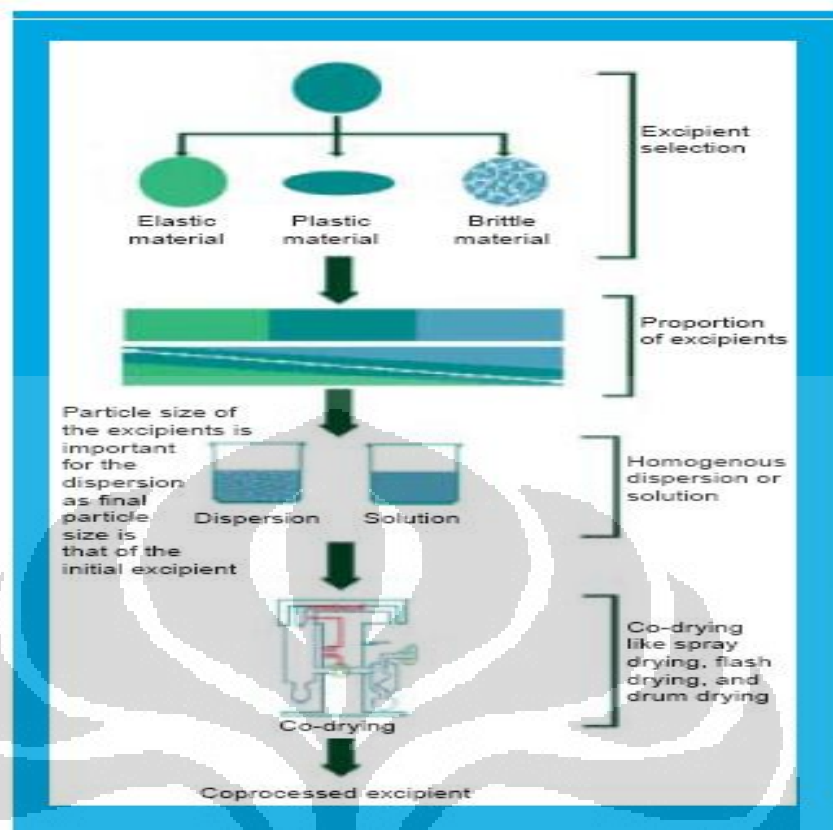 Excipient
selection
Elastic
material
Plastic
material
Brittle
material
Proportion
of excipients
Particle size of
the excipients is
important
for the
dispersion
as final
particle
size is
that of the
initial excipient
Dispersion
Solution
Homogenous
dispersion or
solution
Co-drying
like spray
drying, flash
drying, and
drum drying
Co-drying
Coprocessed excipient